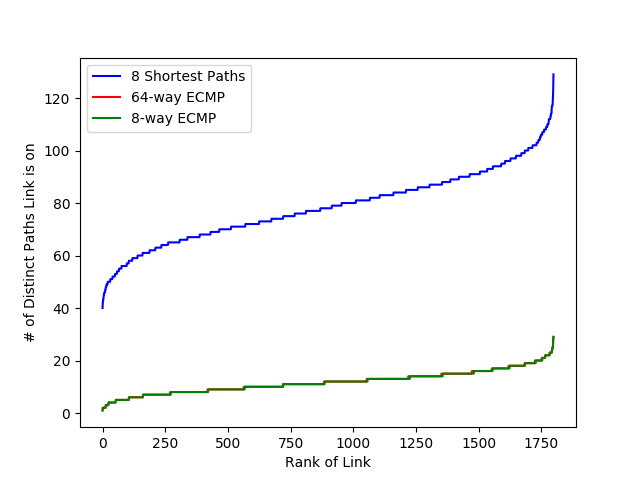 8 Shortest Paths
64-way ECMP
8-way ECMP
# of Distinct Paths Link is on
120
100
80
60
40
20
0
0 250 500 750 1000 1250 1500 1750
Rank of Link